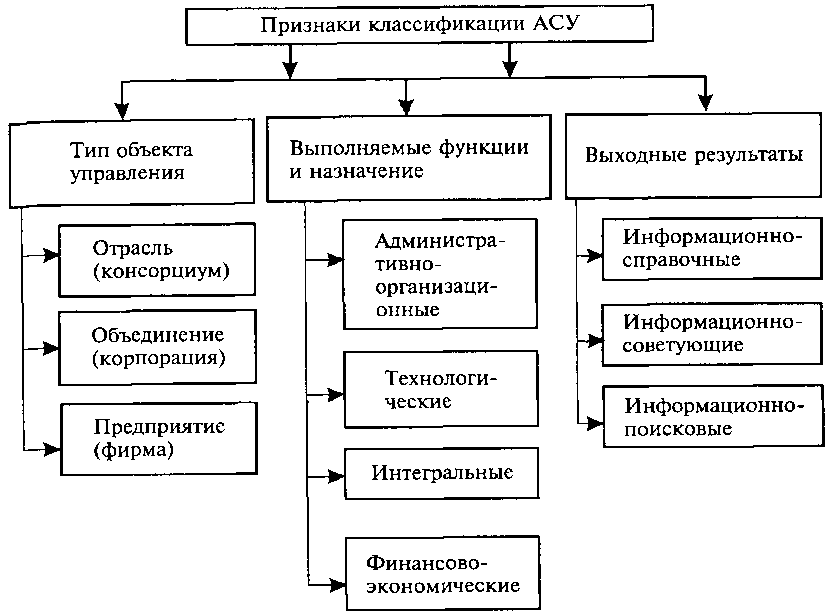 Признаки классификации АСУ
Тип объекта
управления
Отрасль
(консорциум)
Объединение
(корпорация)
Предприятие
(фирма)
Выполняемые функции
и назначение
Административ-
тивно-
организаци-
онные
Технологи-
ческие
Интегральные
Финансово-
экономические
Выходные результаты
Информационно-
справочные
Информационно-
советующие
Информационно-
поисковые